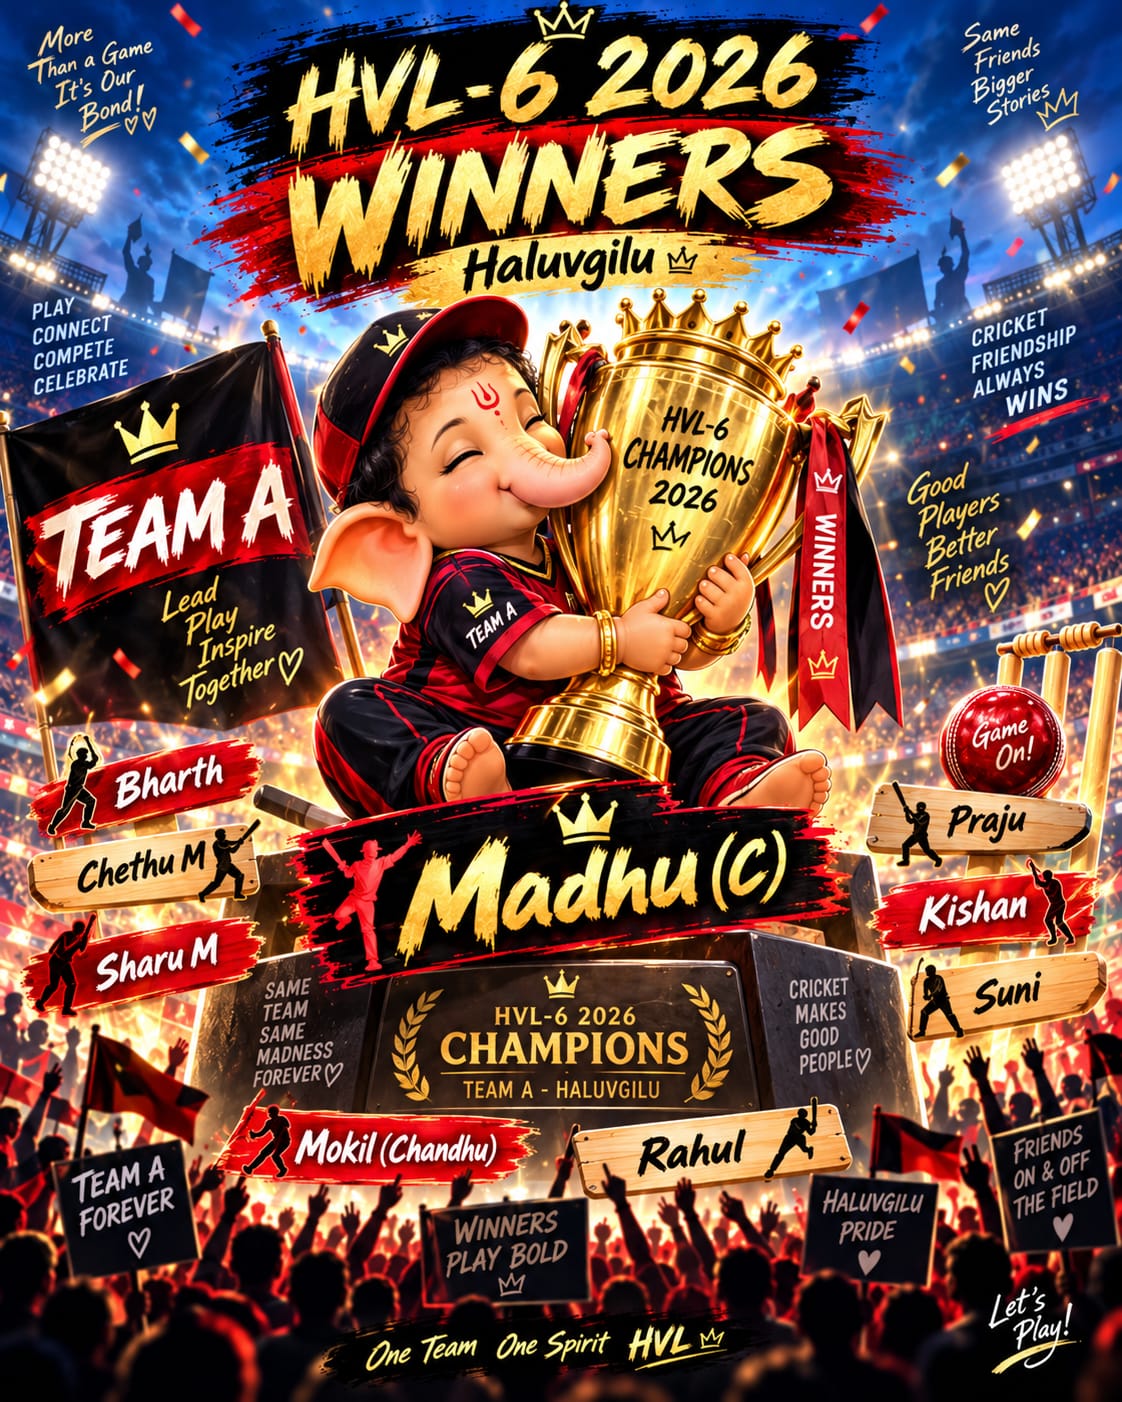 More
Than a Game
It's Our
Bond!
Same
Friends
Bigger
Stories
HVL-6 2026
WINNERS
Haluvgilu
PLAY
CONNECT
COMPETE
CELEBRATE
CRICKET
FRIENDSHIP
ALWAYS
WINS
TEAM A
Lead
Play
Inspire
Together
HVL-6
CHAMPIONS
2026
WINNERS
TEAM A
Good
Players
Better
Friends
Game
On!
Bharth
Chethu M
Sharu M
Madhu (C)
Praju
Kishan
Suni
SAME
TEAM
SAME
MADNESS
FOREVER
HVL-6 2026
CHAMPIONS
TEAM A - HALUVGILU
CRICKET
MAKES
GOOD
PEOPLE
Mokil (Chandhu)
Rahul
TEAM A
FOREVER
WINNERS
PLAY BOLD
HALUVGILU
PRIDE
FRIENDS
ON & OFF
THE FIELD
One Team One Spirit HVL
Let's
Play!